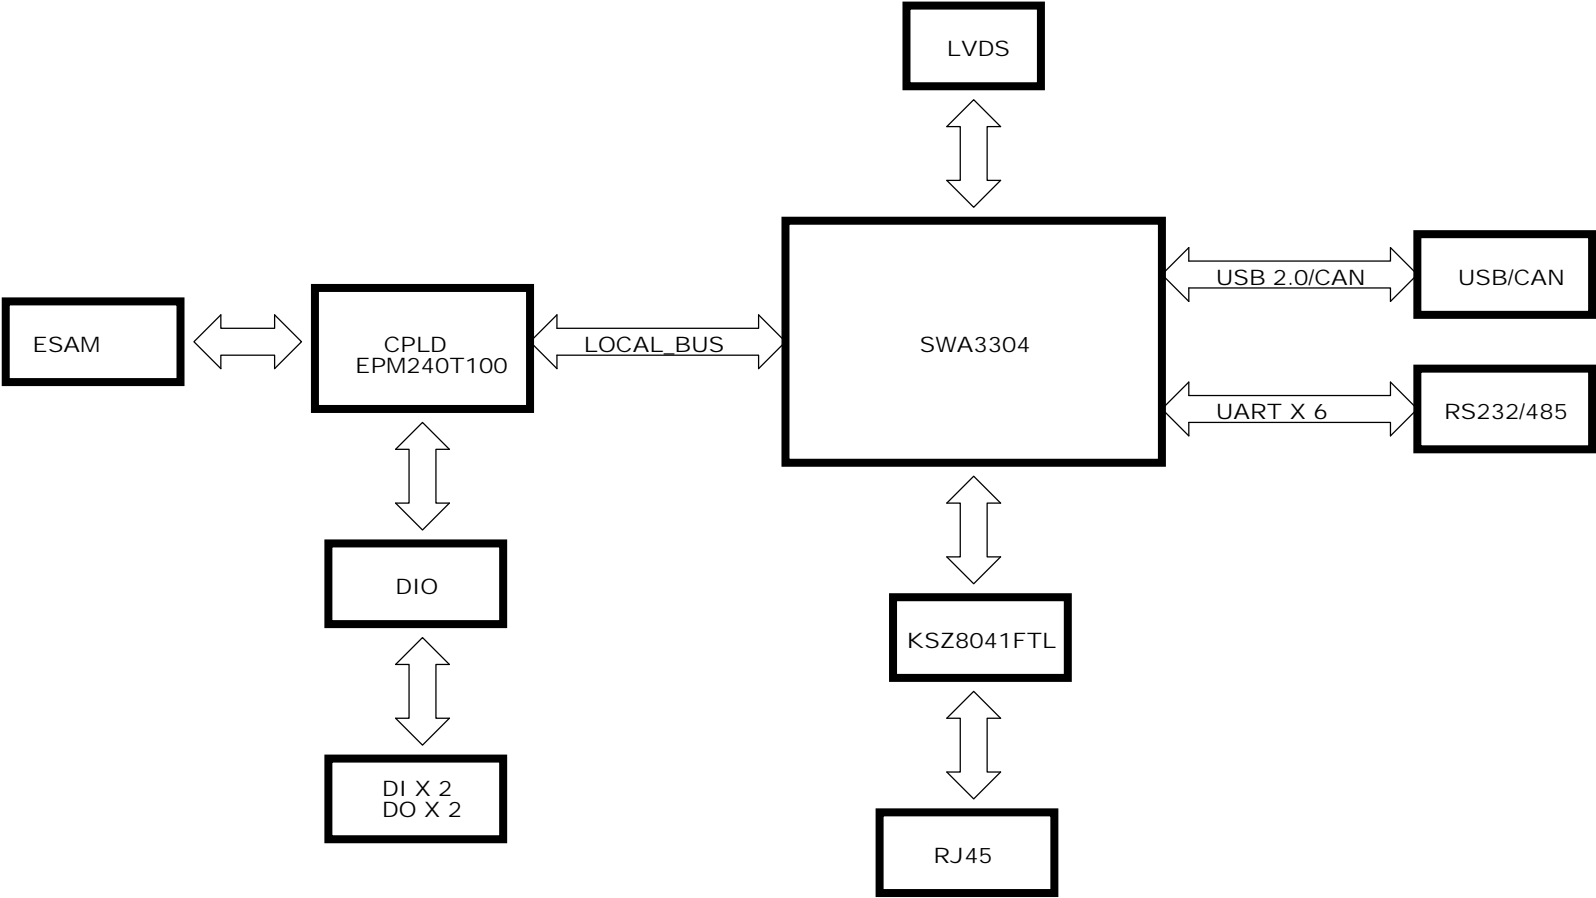 LVDS
USB 2.0/CAN
USB/CAN
ESAM
CPLD
EPM240T100
LOCAL_BUS
SWA3304
UART X 6
RS232/485
DIO
KSZ8041FTL
DI X 2
DO X 2
RJ45